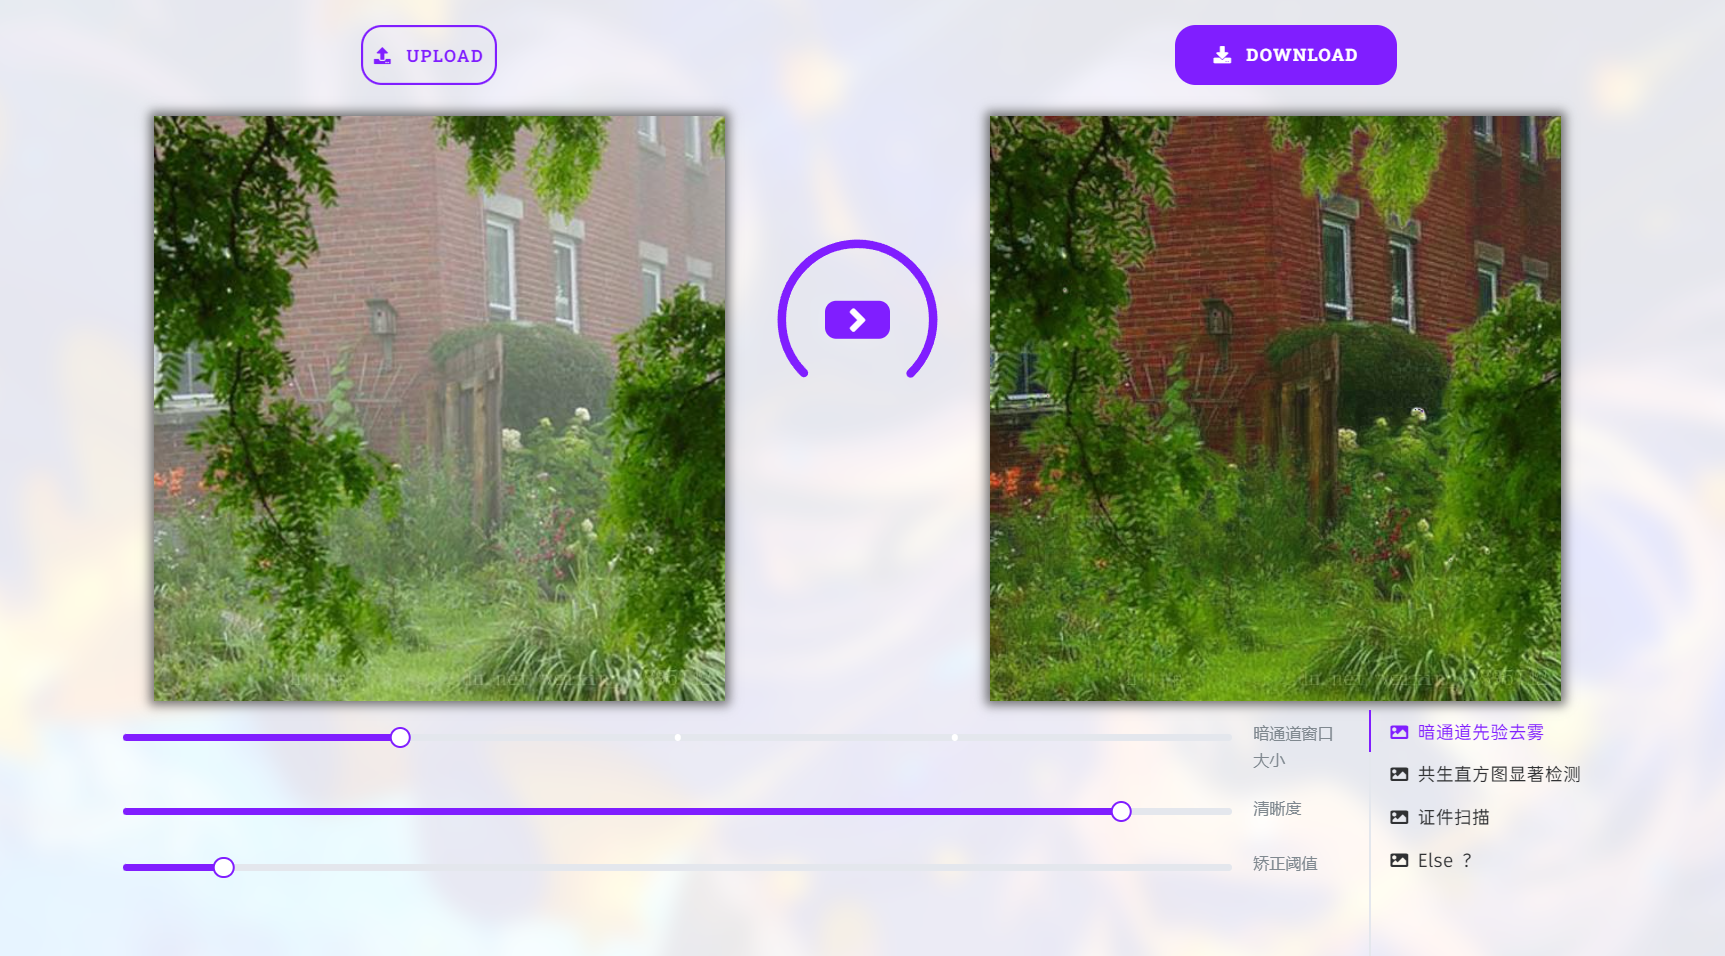 UPLOAD
DOWNLOAD
暗通道窗口
大小
清晰度
矫正阈值
暗通道先验去雾
共生直方图显著检测
证件扫描
Else ？